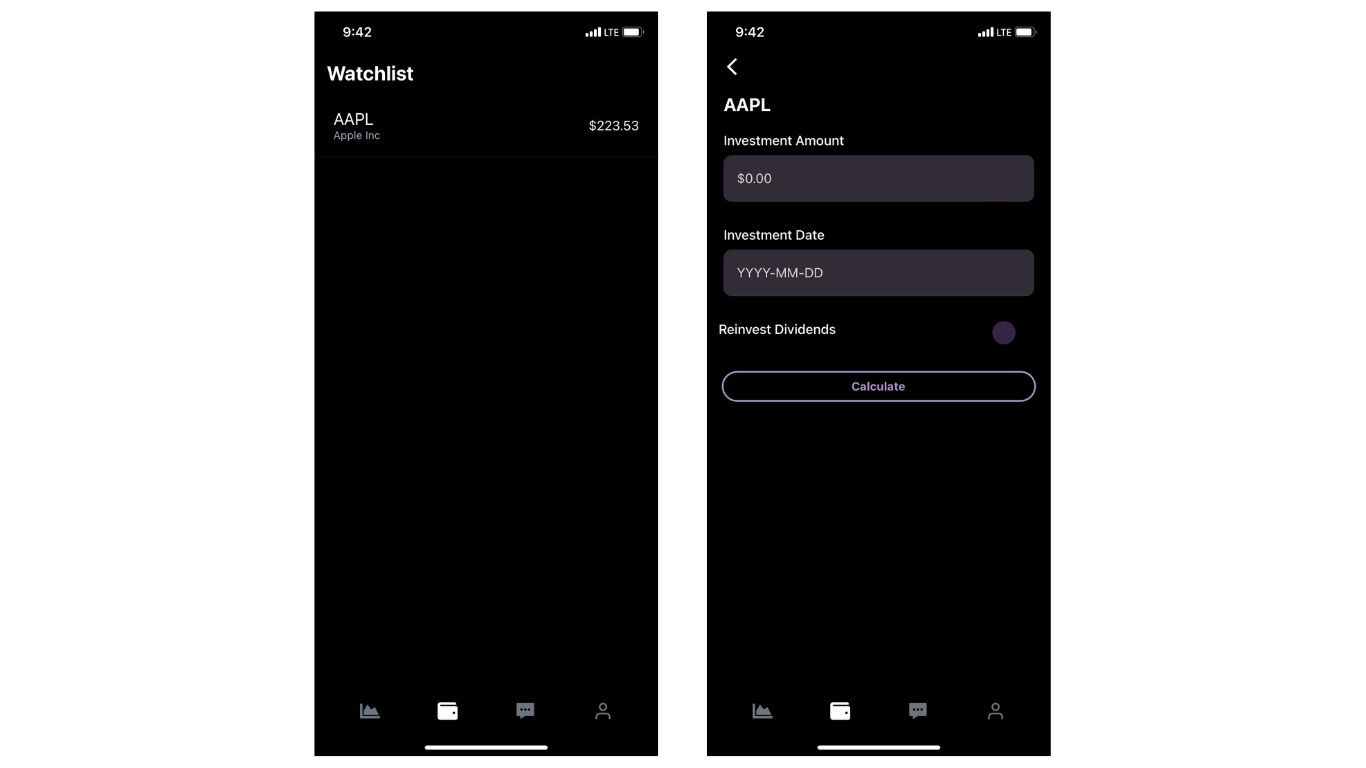 9:42
LTE
Watchlist
AAPL
Apple Inc
$223.53
9:42
LTE
AAPL
Investment Amount
$0.00
Investment Date
YYYY-MM-DD
Reinvest Dividends
Calculate